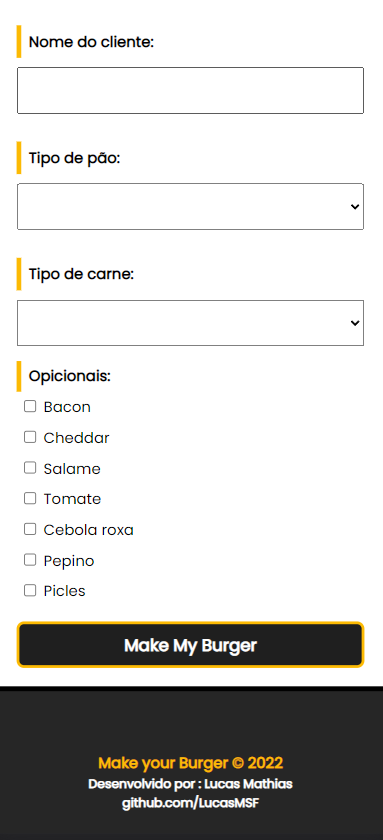 Nome do cliente:
Tipo de pão:
Tipo de carne:
Opicionais:
Bacon
Cheddar
Salame
Tomate
Cebola roxa
Pepino
Picles
Make My Burger
Make your Burger © 2022
Desenvolvido por : Lucas Mathias
github.com/LucasMSF